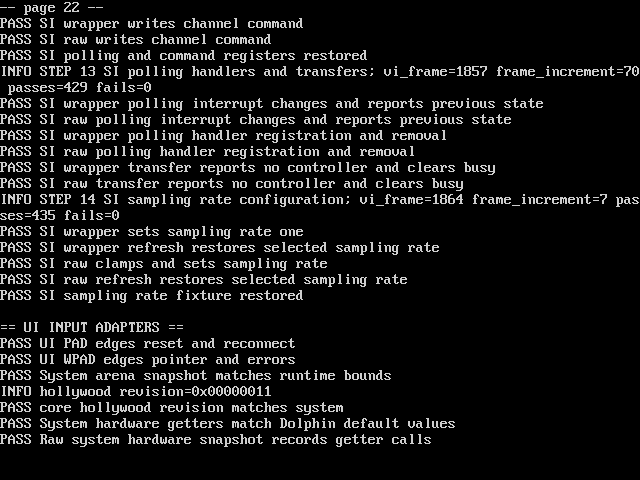 -- page 22 --
PASS SI wrapper writes channel command
PASS SI raw writes channel command
PASS SI polling and command registers restored
INFO STEP 13 SI polling handlers and transfers; vi_frame=1857 frame_increment=70
 passes=429 fails=0
PASS SI wrapper polling interrupt changes and reports previous state
PASS SI raw polling interrupt changes and reports previous state
PASS SI wrapper polling handler registration and removal
PASS SI raw polling handler registration and removal
PASS SI wrapper transfer reports no controller and clears busy
PASS SI raw transfer reports no controller and clears busy
INFO STEP 14 SI sampling rate configuration; vi_frame=1864 frame_increment=7 pas
ses=435 fails=0
PASS SI wrapper sets sampling rate one
PASS SI wrapper refresh restores selected sampling rate
PASS SI raw clamps and sets sampling rate
PASS SI raw refresh restores selected sampling rate
PASS SI sampling rate fixture restored

== UI INPUT ADAPTERS ==
PASS UI PAD edges reset and reconnect
PASS UI WPAD edges pointer and errors
PASS System arena snapshot matches runtime bounds
INFO hollywood revision=0x00000011
PASS core hollywood revision matches system
PASS System hardware getters match Dolphin default values
PASS Raw system hardware snapshot records getter calls